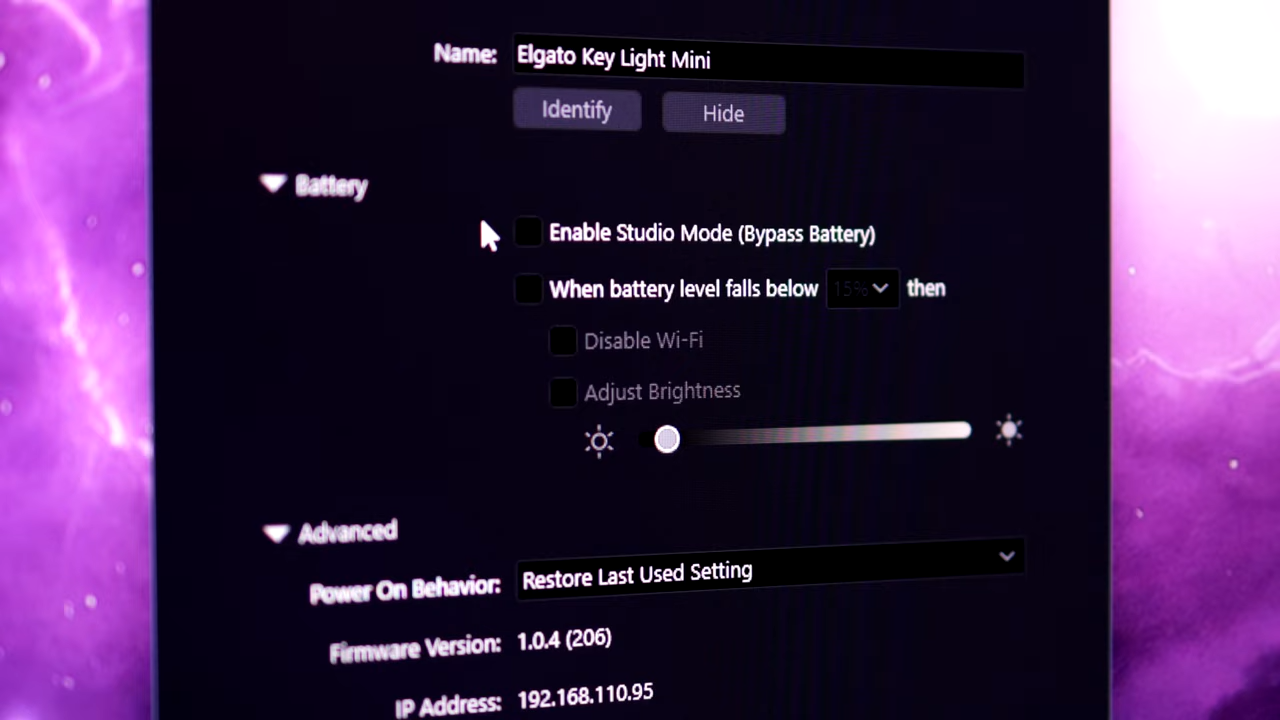 Name: Elgato Key Light Mini
Identify Hide
Battery
Enable Studio Mode (Bypass Battery)
When battery level falls below 15% then
Disable Wi-Fi
Adjust Brightness
Advanced
Power On Behavior: Restore Last Used Setting
Firmware Version: 1.0.4 (206)
IP Address: 192.168.110.95